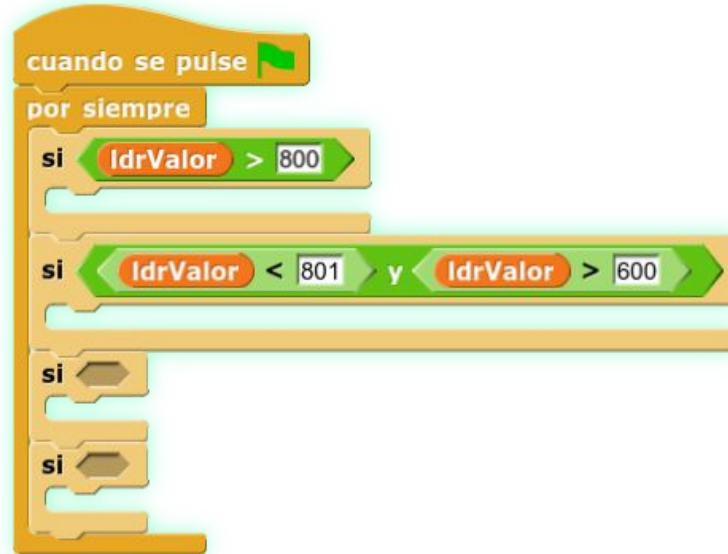 cuando se pulse
por siempre
si ldrValor > 800
si ldrValor < 801 y ldrValor > 600
si
si